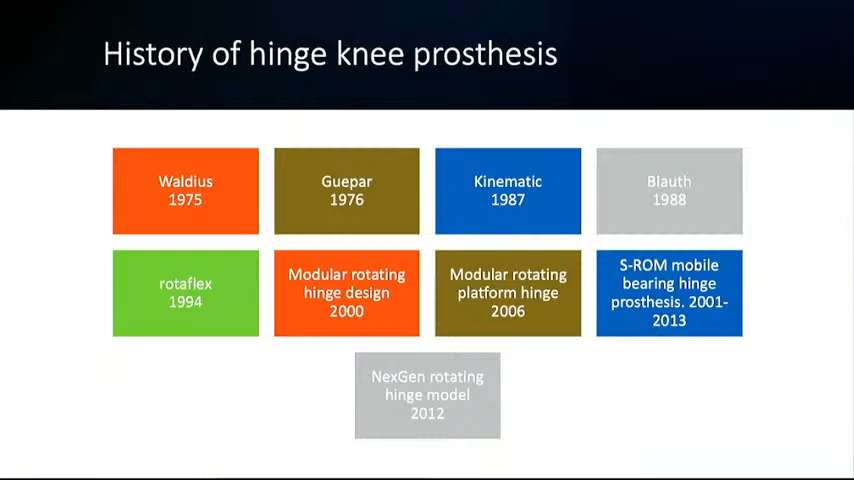 History of hinge knee prosthesis
Waldius
1975
Guepar
1976
Kinematic
1987
Blauth
1988
rotaflex
1994
Modular rotating
hinge design
2000
Modular rotating
platform hinge
2006
S-ROM mobile
bearing hinge
prosthesis. 2001-
2013
NexGen rotating
hinge model
2012